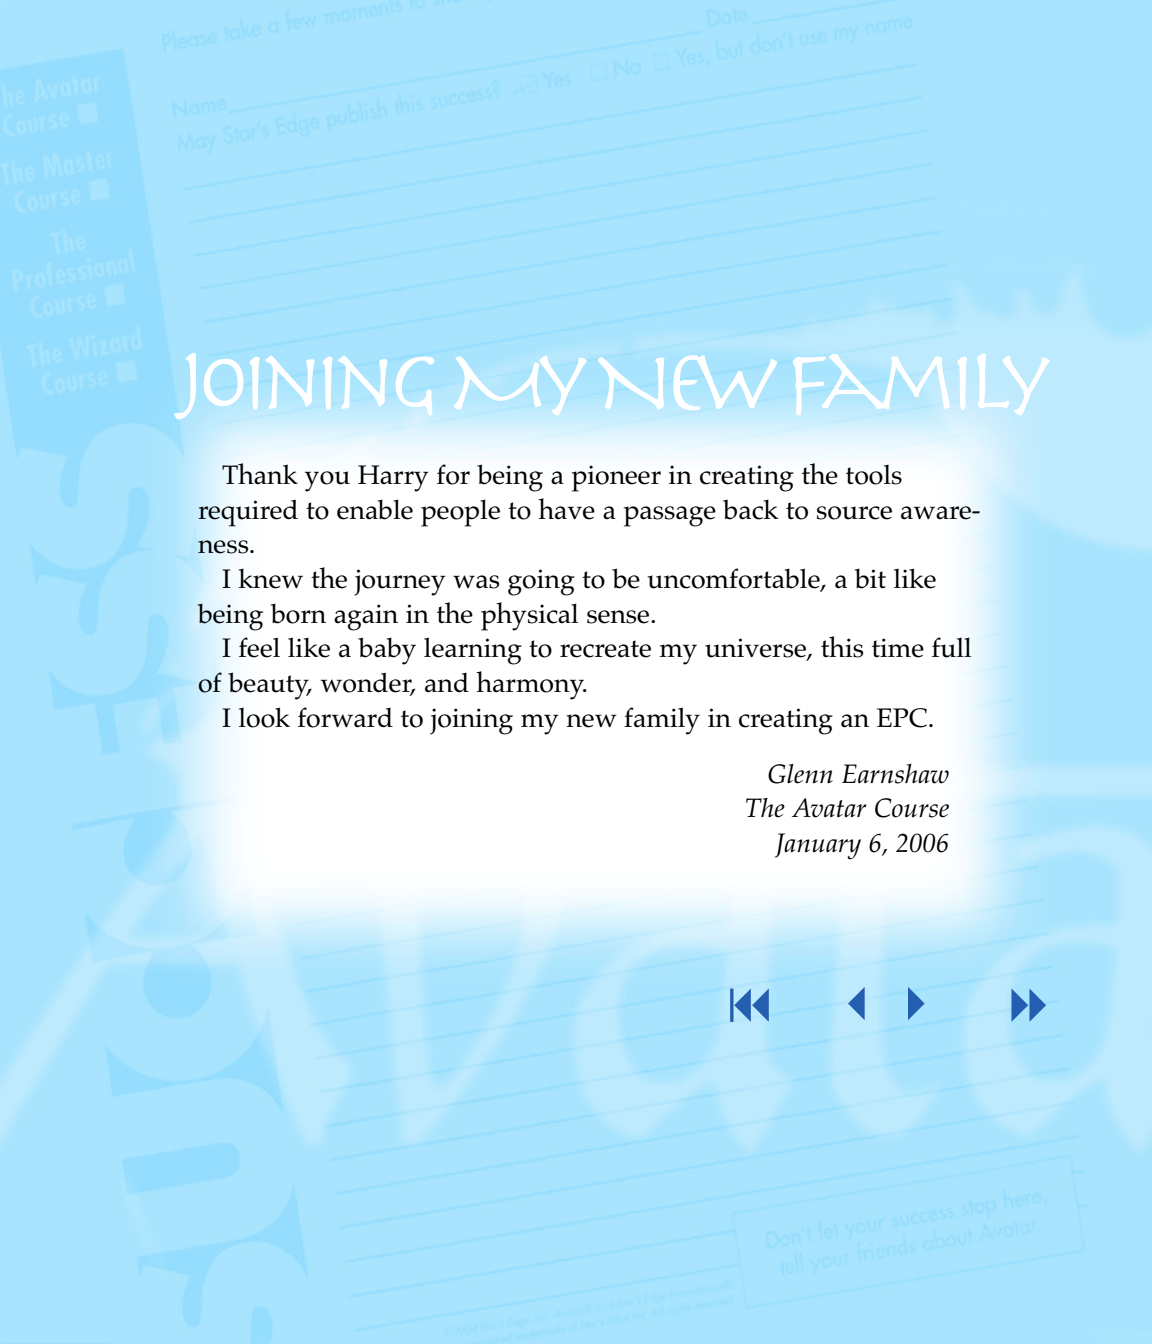 Please take a few moments to
Date
Name
May Star's Edge publish this success? Yes No Yes, but don't use my name
The Avatar
Course
The Master
Course
The
Professional
Course
The Wizard
Course
JOINING MY NEW FAMILY
Thank you Harry for being a pioneer in creating the tools
required to enable people to have a passage back to source aware-
ness.
I knew the journey was going to be uncomfortable, a bit like
being born again in the physical sense.
I feel like a baby learning to recreate my universe, this time full
of beauty, wonder, and harmony.
I look forward to joining my new family in creating an EPC.
Glenn Earnshaw
The Avatar Course
January 6, 2006
Avata
Don't let your success stop here,
tell your friends about Avatar.